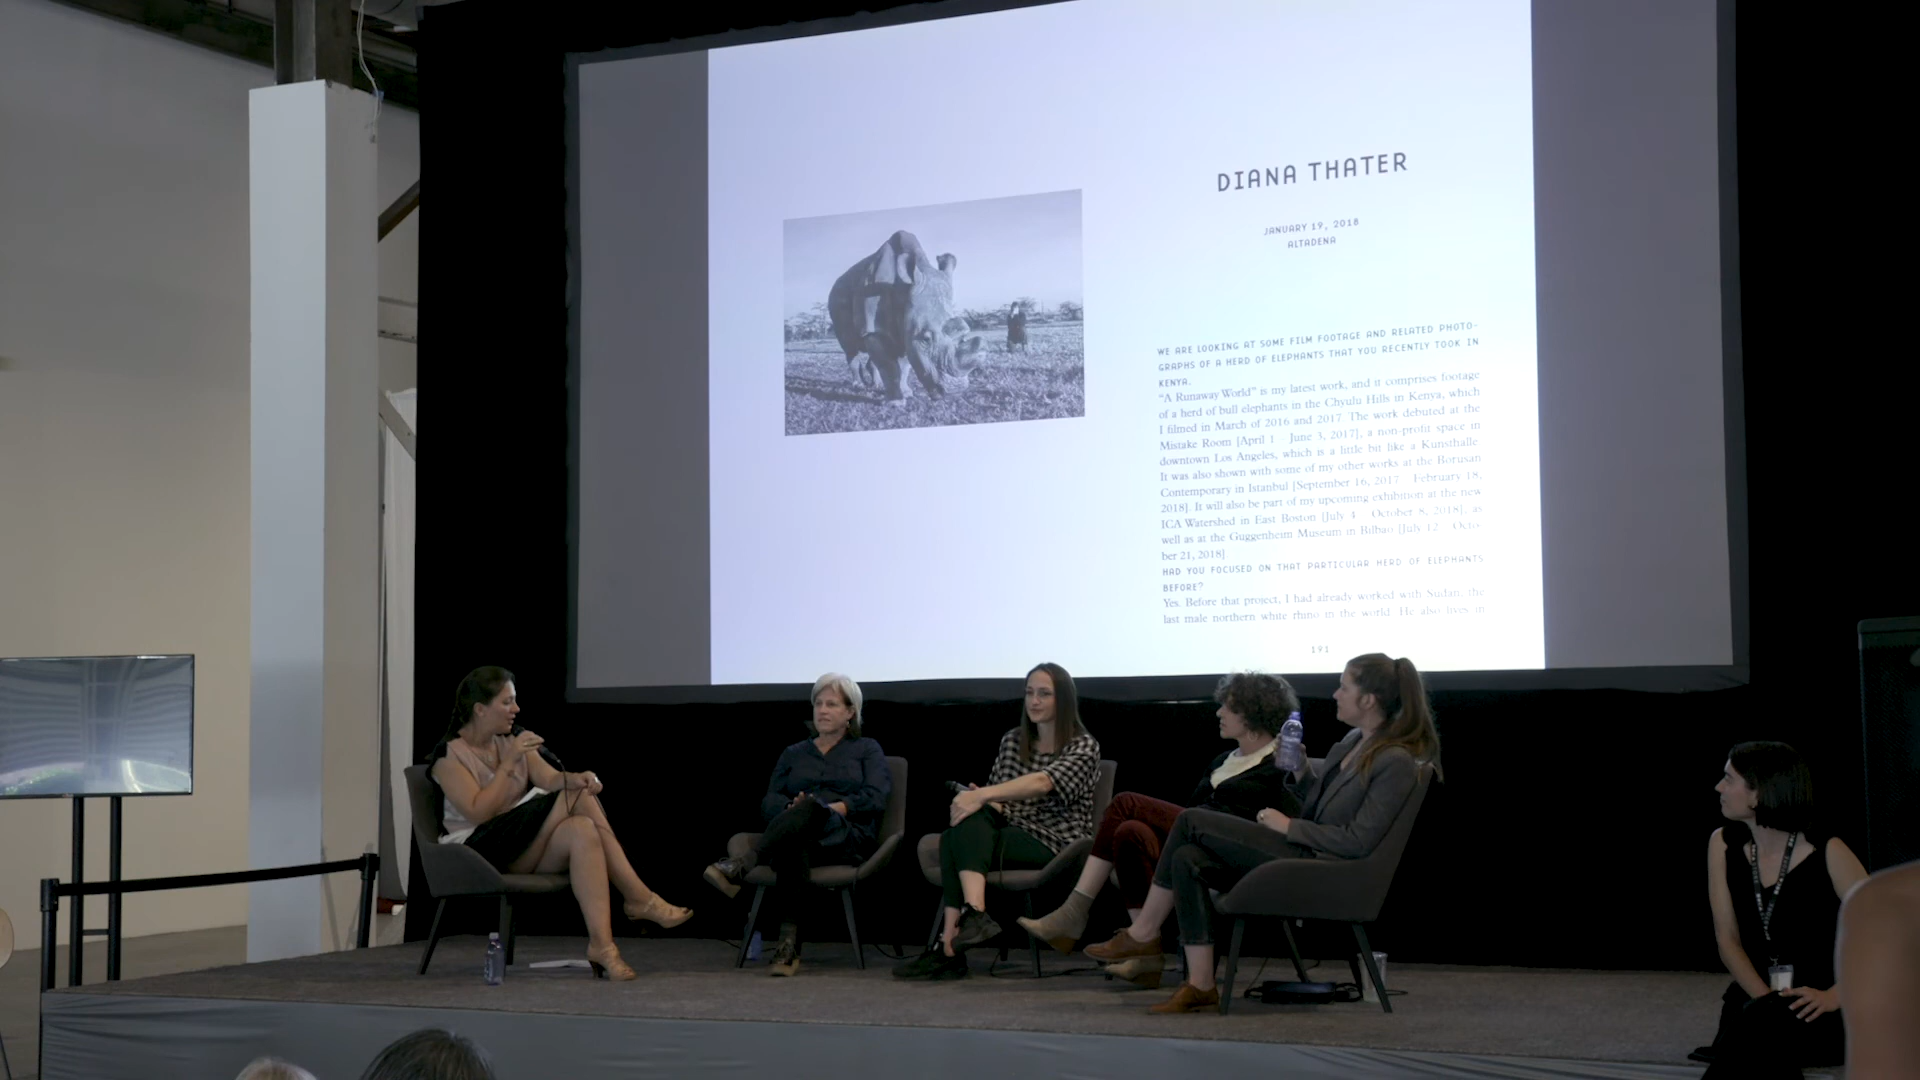 DIANA THATER
JANUARY 19, 2018
ALTADENA
WE ARE LOOKING AT SOME FILM FOOTAGE AND RELATED PHOTO-
GRAPHS OF A HERD OF ELEPHANTS THAT YOU RECENTLY TOOK IN
KENYA.
“A Runaway World” is my latest work, and it comprises footage
of a herd of bull elephants in the Chyulu Hills in Kenya, which
I filmed in March of 2016 and 2017. The work debuted at the
Mistake Room [April 1 – June 3, 2017], a non-profit space in
downtown Los Angeles, which is a little bit like a Kunsthalle.
It was also shown with some of my other works at the Borusan
Contemporary in Istanbul [September 16, 2017 – February 18,
2018]. It will also be part of my upcoming exhibition at the new
ICA Watershed in East Boston [July 4 – October 8, 2018], as
well as at the Guggenheim Museum in Bilbao [July 12 – Octo-
ber 21, 2018]
HAD YOU FOCUSED ON THAT PARTICULAR HERD OF ELEPHANTS
BEFORE?
Yes. Before that project, I had already worked with Sudan, the
last male northern white rhino in the world. He also lives in
191